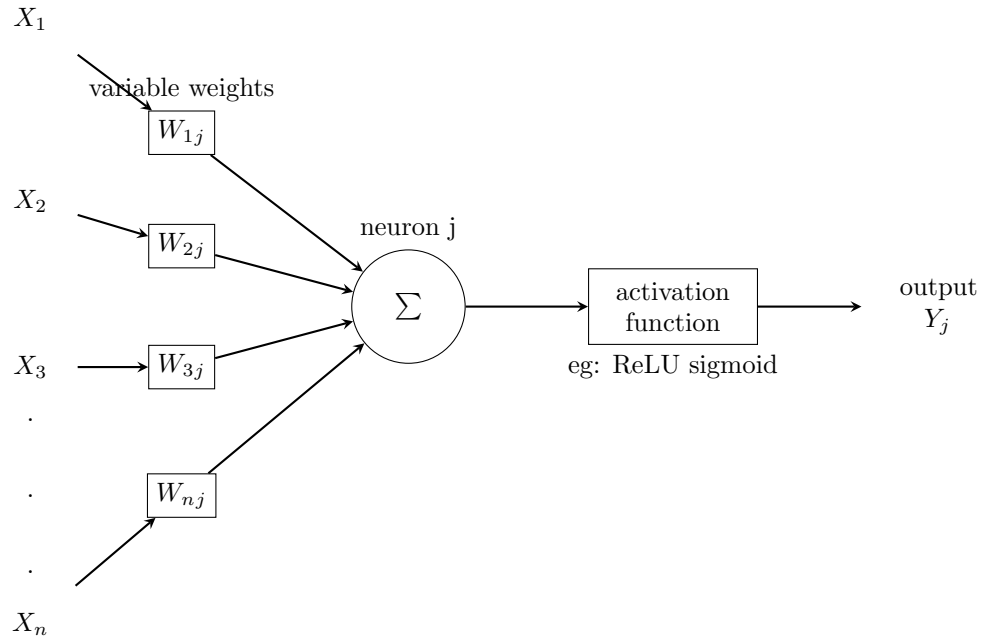 X₁
variable weights
W₁ⱼ
X₂
W₂ⱼ
neuron j
∑
activation
function
eg: ReLU sigmoid
output
Yⱼ
X₃
W₃ⱼ
.
.
Wₙⱼ
.
Xₙ